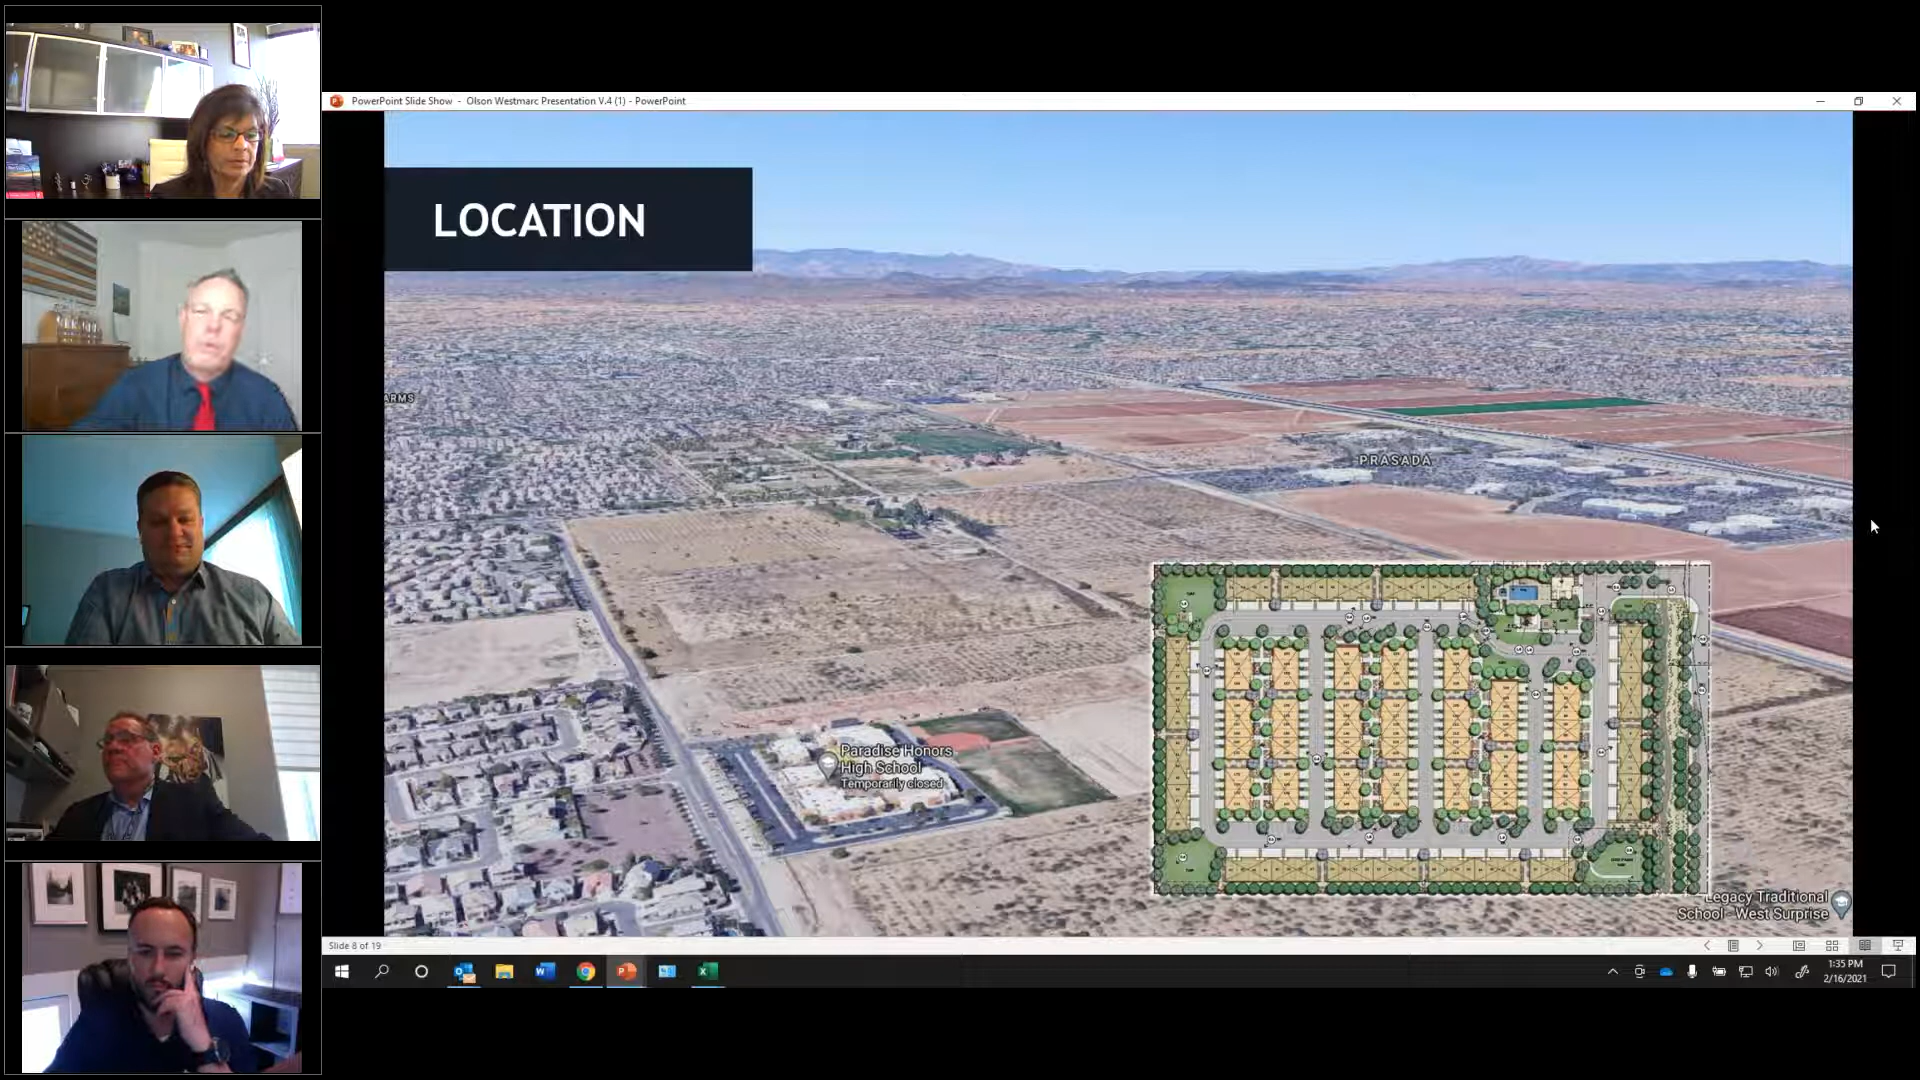 PowerPoint Slide Show - Olson Westmarc Presentation V.4 (1) - PowerPoint
LOCATION
ARMS
PRASADA
Paradise Honors
High School
Temporarily closed
Legacy Traditional
School - West Surprise
Slide 8 of 19
1:35 PM
2/16/2021